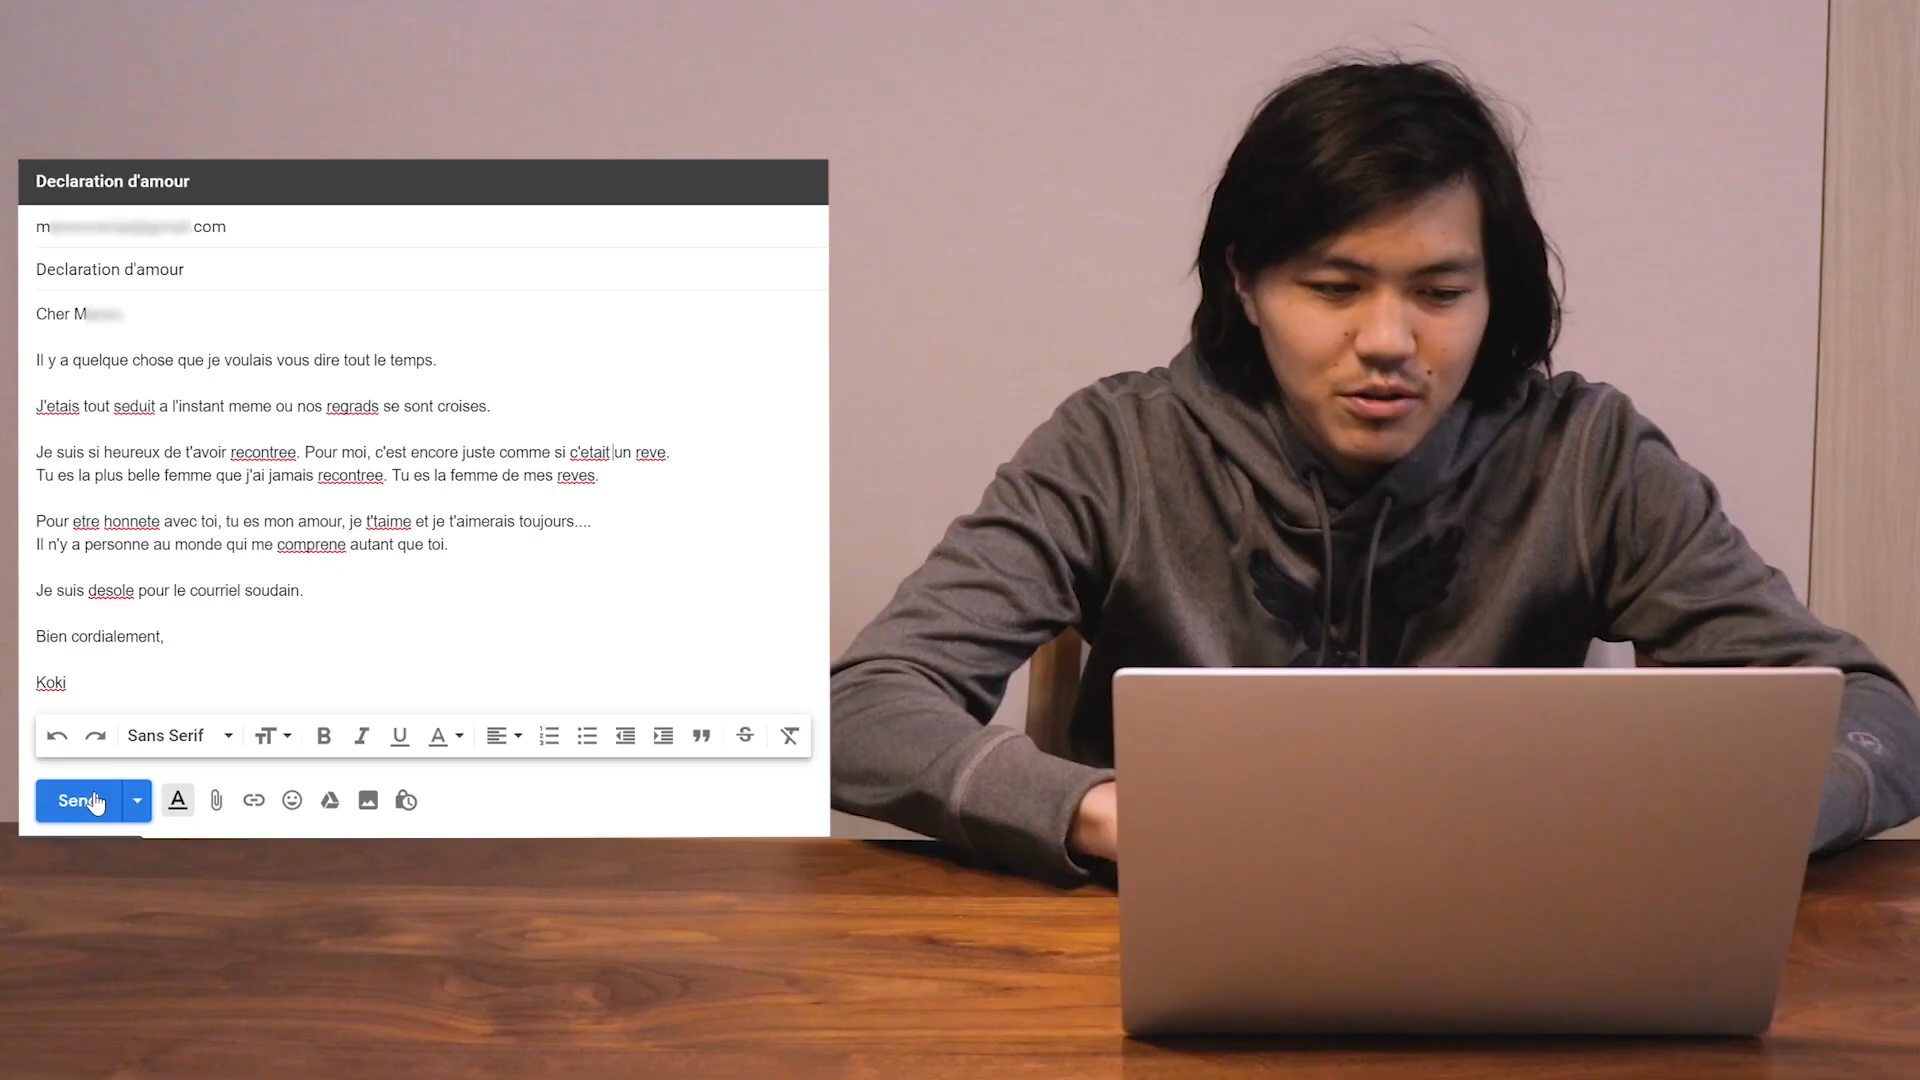 Declaration d'amour
m .com
Declaration d'amour
Cher M
Il y a quelque chose que je voulais vous dire tout le temps.
J'etais tout seduit a l'instant meme ou nos regrads se sont croises.
Je suis si heureux de t'avoir recontree. Pour moi, c'est encore juste comme si c'etait un reve.
Tu es la plus belle femme que j'ai jamais recontree. Tu es la femme de mes reves.
Pour etre honnete avec toi, tu es mon amour, je t'taime et je t'aimerais toujours....
Il n'y a personne au monde qui me comprene autant que toi.
Je suis desole pour le courriel soudain.
Bien cordialement,
Koki
Sans Serif
Send